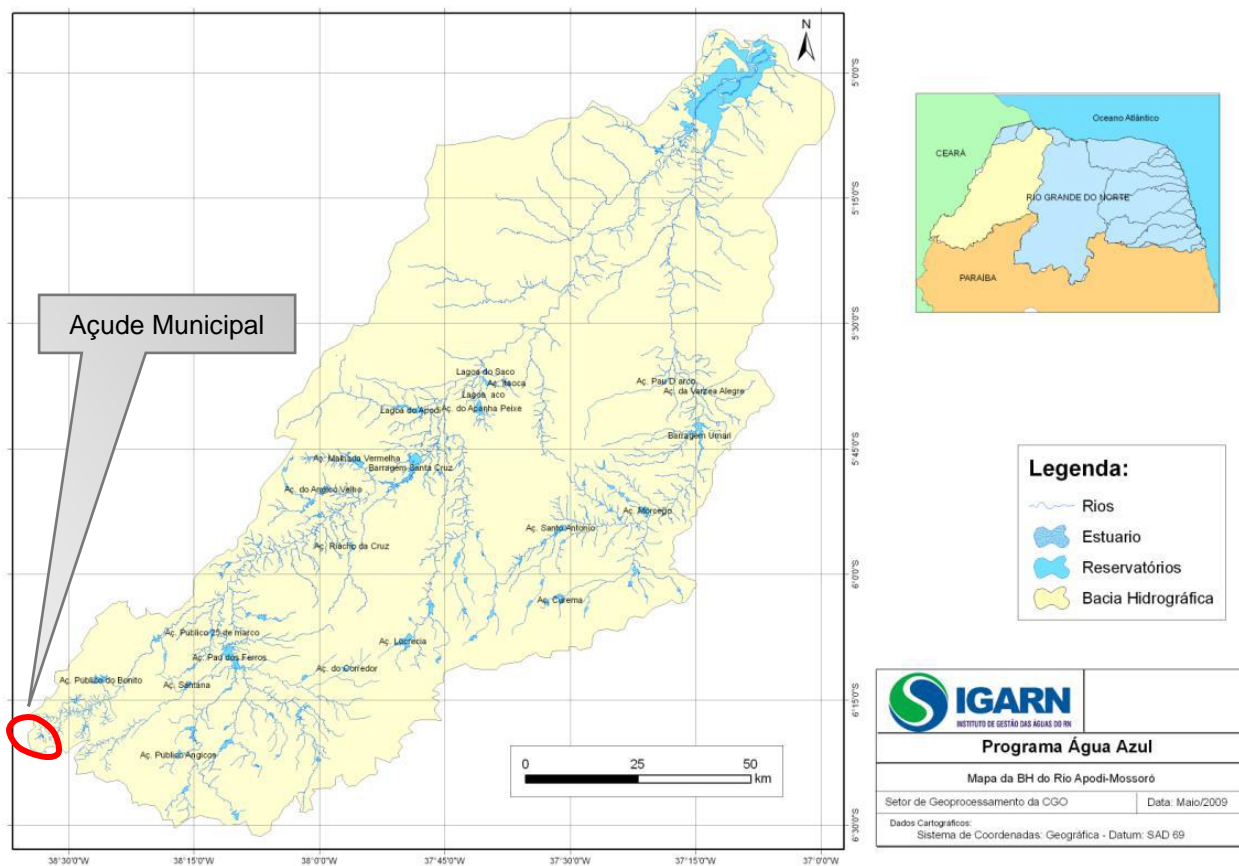 N
5°0'0"S
5°15'0"S
5°30'0"S
5°45'0"S
6°0'0"S
6°15'0"S
6°30'0"S
Açude Municipal
Lagoa do Saco
Aç. Itaoca
Lagoa aco
Lagoa do Apodi
Aç. do Apanha Peixe
Aç. Pau D'arco
Aç. da Varzea Alegre
Barragem Umari
Aç. Malhada Vermelha
Barragem Santa Cruz
Aç. do Angico Velho
Aç. Morcego
Aç. Santo Antonio
Aç. Riacho da Cruz
Aç. Público 25 de marco
Aç. Lucrecia
Aç. Pau dos Ferros
Aç. do Corredor
Aç. Público do Bonito
Aç. Santana
Aç. Público Angicos
0 25 50
km
38°30'0"W 38°15'0"W 38°0'0"W 37°45'0"W 37°30'0"W 37°15'0"W 37°0'0"W
Oceano Atlântico
CEARÁ
RIO GRANDE DO NORTE
PARAÍBA
Legenda:
Rios
Estuario
Reservatórios
Bacia Hidrográfica
IGARN
INSTITUTO DE GESTÃO DAS ÁGUAS DO RN
Programa Água Azul
Mapa da BH do Rio Apodi-Mossoró
Setor de Geoprocessamento da CGO
Data: Maio/2009
Dados Cartográficos:
Sistema de Coordenadas: Geográfica - Datum: SAD 69